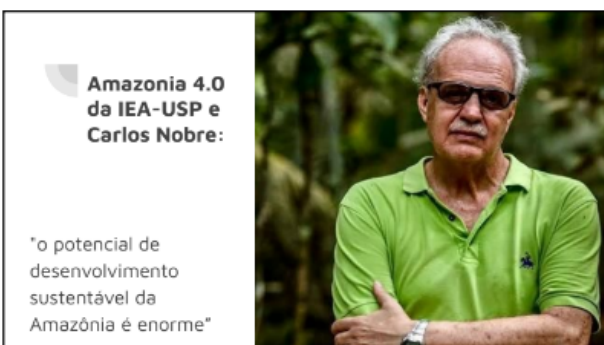 Amazonia 4.0
da IEA-USP e
Carlos Nobre:
"o potencial de
desenvolvimento
sustentável da
Amazônia é enorme"